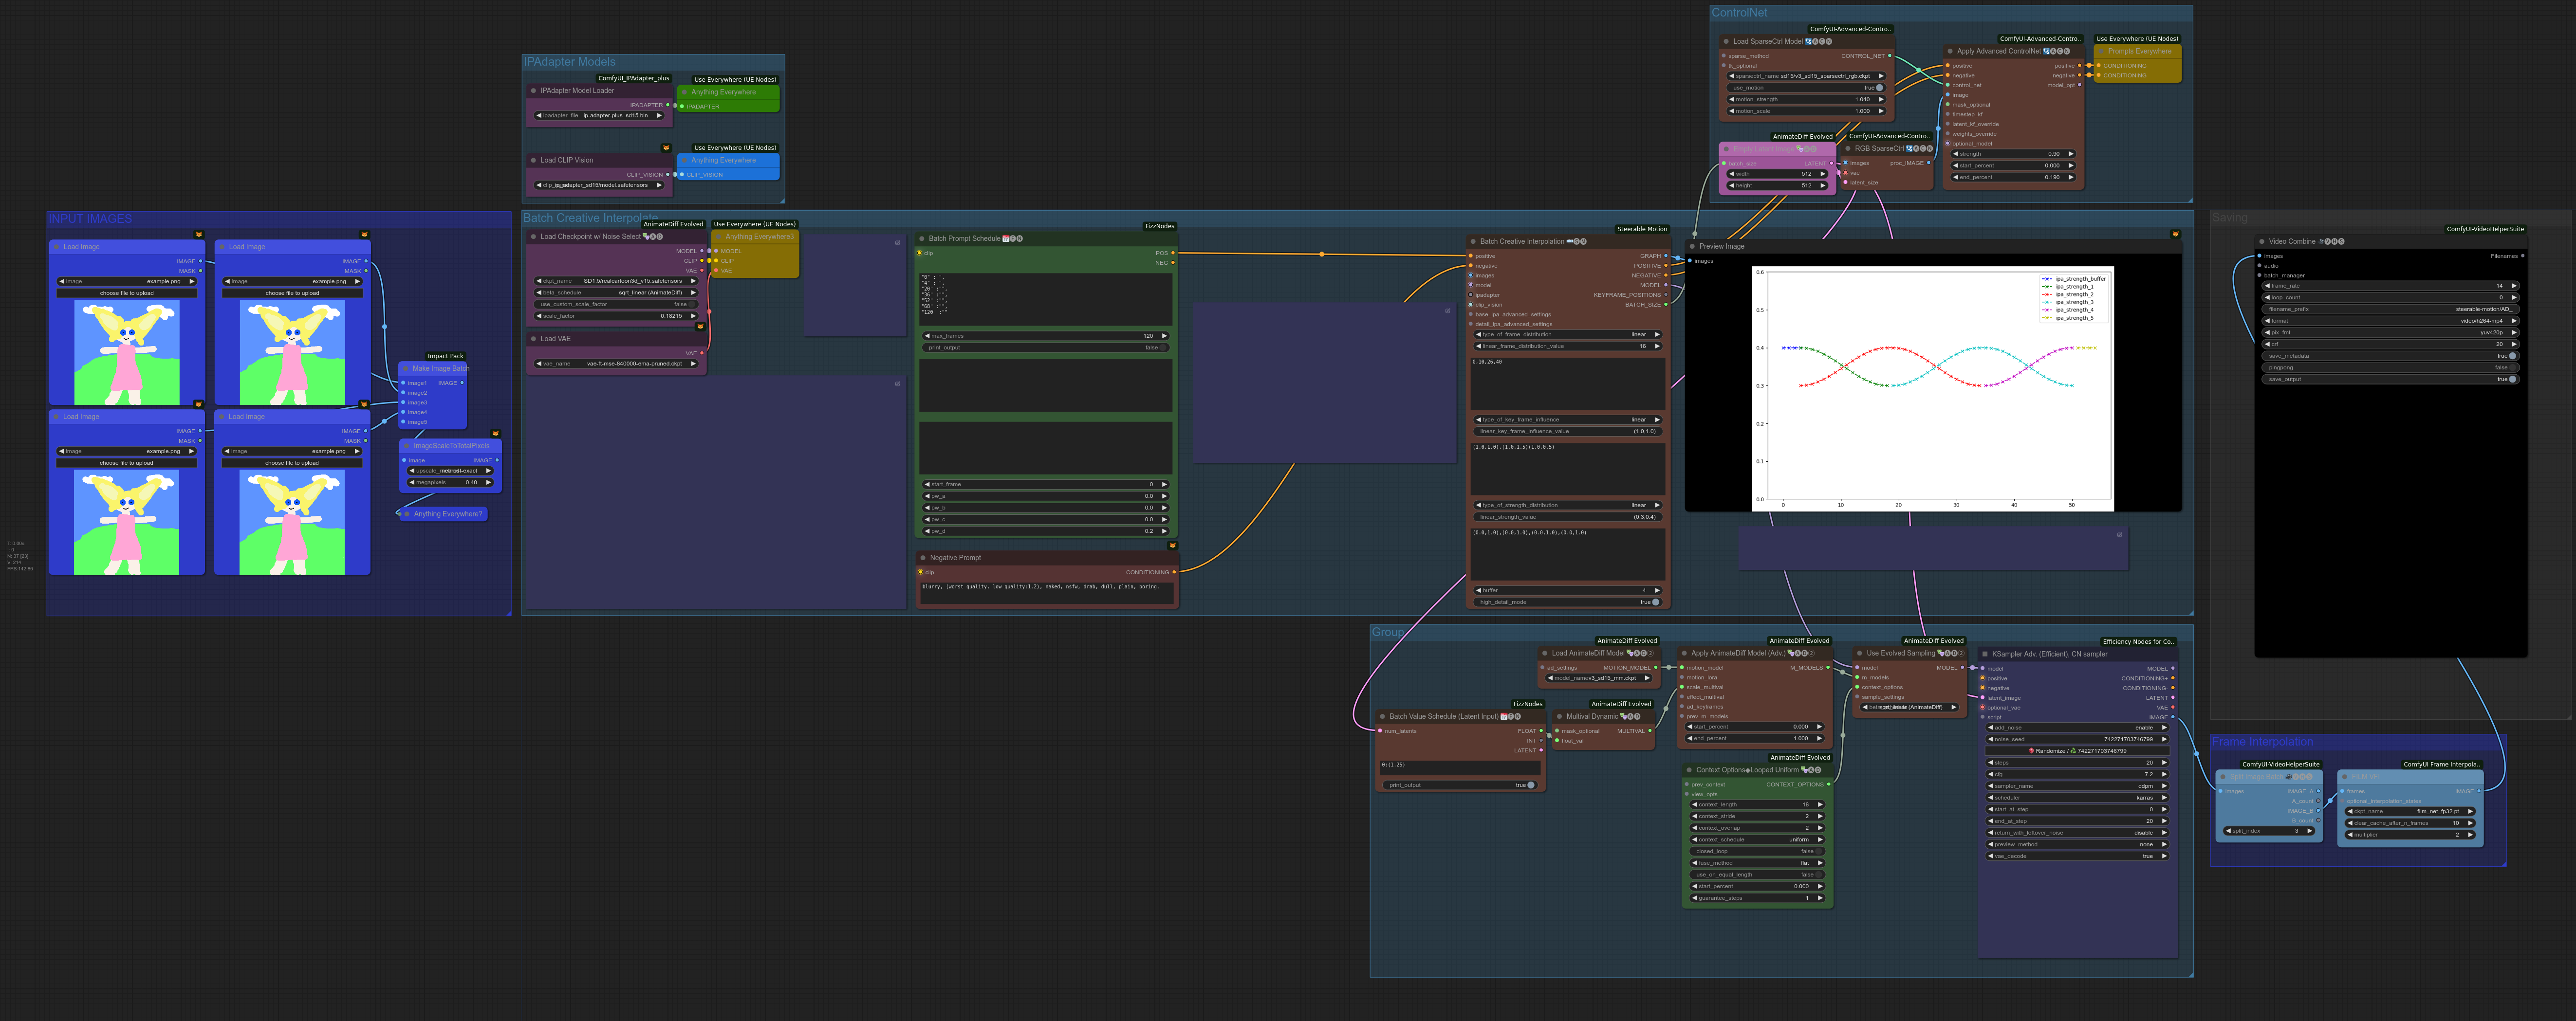 ControlNet
ComfyUI-Advanced-Contro..
Load SparseCtrl Model
sparse_method
CONTROL_NET
tk_optional
sparsectrl_name sd15/v3_sd15_sparsectrl_rgb.ckpt
use_motion true
motion_strength 1.040
motion_scale 1.000
ComfyUI-Advanced-Contro..
Apply Advanced ControlNet
positive positive
negative negative
control_net model_opt
image
mask_optional
timestep_kf
latent_kf_override
weights_override
optional_model
strength 0.90
start_percent 0.000
end_percent 0.190
Use Everywhere (UE Nodes)
Prompts Everywhere
CONDITIONING
CONDITIONING
AnimateDiff Evolved
batch_size LATENT
width 512
height 512
ComfyUI-Advanced-Contro..
RGB SparseCtrl
images proc_IMAGE
vae
latent_size
IPAdapter Models
ComfyUI_IPAdapter_plus
IPAdapter Model Loader
IPADAPTER
ipadapter_file ip-adapter-plus_sd15.bin
Use Everywhere (UE Nodes)
Anything Everywhere
IPADAPTER
Load CLIP Vision
CLIP_VISION
Use Everywhere (UE Nodes)
Anything Everywhere
CLIP_VISION
INPUT IMAGES
Load Image
IMAGE
MASK
image example.png
choose file to upload
Load Image
IMAGE
MASK
image example.png
choose file to upload
Load Image
IMAGE
MASK
image example.png
choose file to upload
Load Image
IMAGE
MASK
image example.png
choose file to upload
Impact Pack
Make Image Batch
image1 IMAGE
image2
image3
image4
image5
ImageScaleToTotalPixels
image IMAGE
megapixels 0.40
Anything Everywhere?
Batch Creative Interpolate
AnimateDiff Evolved
Load Checkpoint w/ Noise Select
MODEL
CLIP
VAE
ckpt_name SD1.5/realcartoon3d_v15.safetensors
beta_schedule sqrt_linear (AnimateDiff)
use_custom_scale_factor false
scale_factor 0.18215
Use Everywhere (UE Nodes)
Anything Everywhere3
MODEL
CLIP
VAE
Load VAE
VAE
vae_name vae-ft-mse-840000-ema-pruned.ckpt
FizzNodes
Batch Prompt Schedule
clip POS
NEG
"0" :"",
"4" :"",
"20" :"",
"36" :"",
"52" :"",
"68" :"",
"120" :""
max_frames 120
print_output false
start_frame 0
pw_a 0.0
pw_b 0.0
pw_c 0.0
pw_d 0.2
Negative Prompt
clip CONDITIONING
blurry, (worst quality, low quality:1.2), naked, nsfw, drab, dull, plain, boring.
Steerable Motion
Batch Creative Interpolation
positive GRAPH
negative POSITIVE
images NEGATIVE
model MODEL
ipadapter KEYFRAME_POSITIONS
clip_vision BATCH_SIZE
base_ipa_advanced_settings
detail_ipa_advanced_settings
type_of_frame_distribution linear
linear_frame_distribution_value 16
0,10,26,40
type_of_key_frame_influence linear
linear_key_frame_influence_value (1.0,1.0)
(1.0,1.0),(1.0,1.5)(1.0,0.5)
type_of_strength_distribution linear
linear_strength_value (0.3,0.4)
(0.0,1.0),(0.0,1.0),(0.0,1.0),(0.0,1.0)
buffer 4
high_detail_mode true
Preview Image
images
0.6
0.5
0.4
0.3
0.2
0.1
0.0
0 10 20 30 40 50
ipa_strength_buffer
ipa_strength_1
ipa_strength_2
ipa_strength_3
ipa_strength_4
ipa_strength_5
Saving
ComfyUI-VideoHelperSuite
Video Combine
images Filenames
audio
batch_manager
frame_rate 14
loop_count 0
filename_prefix steerable-motion/AD_
format video/h264-mp4
pix_fmt yuv420p
crf 20
save_metadata true
pingpong false
save_output true
Group
AnimateDiff Evolved
Load AnimateDiff Model
ad_settings MOTION_MODEL
model_name v3_sd15_mm.ckpt
AnimateDiff Evolved
Apply AnimateDiff Model (Adv.)
motion_model M_MODELS
motion_lora
scale_multival
effect_multival
ad_keyframes
prev_m_models
start_percent 0.000
end_percent 1.000
AnimateDiff Evolved
Use Evolved Sampling
model MODEL
m_models
context_options
sample_settings
Efficiency Nodes for Co..
KSampler Adv. (Efficient), CN sampler
model MODEL
positive CONDITIONING+
negative CONDITIONING-
latent_image LATENT
optional_vae VAE
script IMAGE
add_noise enable
noise_seed 742271703746799
Randomize / 742271703746799
steps 20
cfg 7.2
sampler_name ddpm
scheduler karras
start_at_step 0
end_at_step 20
return_with_leftover_noise disable
preview_method none
vae_decode true
FizzNodes
Batch Value Schedule (Latent Input)
num_latents FLOAT
INT
LATENT
0:(1.25)
print_output true
AnimateDiff Evolved
Multival Dynamic
mask_optional MULTIVAL
float_val
AnimateDiff Evolved
Context Options Looped Uniform
prev_context CONTEXT_OPTIONS
view_opts
context_length 16
context_stride 2
context_overlap 2
context_schedule uniform
closed_loop false
fuse_method flat
use_on_equal_length false
start_percent 0.000
guarantee_steps 1
Frame Interpolation
ComfyUI-VideoHelperSuite
images IMAGE_A
A_count
IMAGE_B
B_count
split_index 3
ComfyUI Frame Interpola..
frames IMAGE
optional_interpolation_states
ckpt_name film_net_fp32.pt
clear_cache_after_n_frames 10
multiplier 2